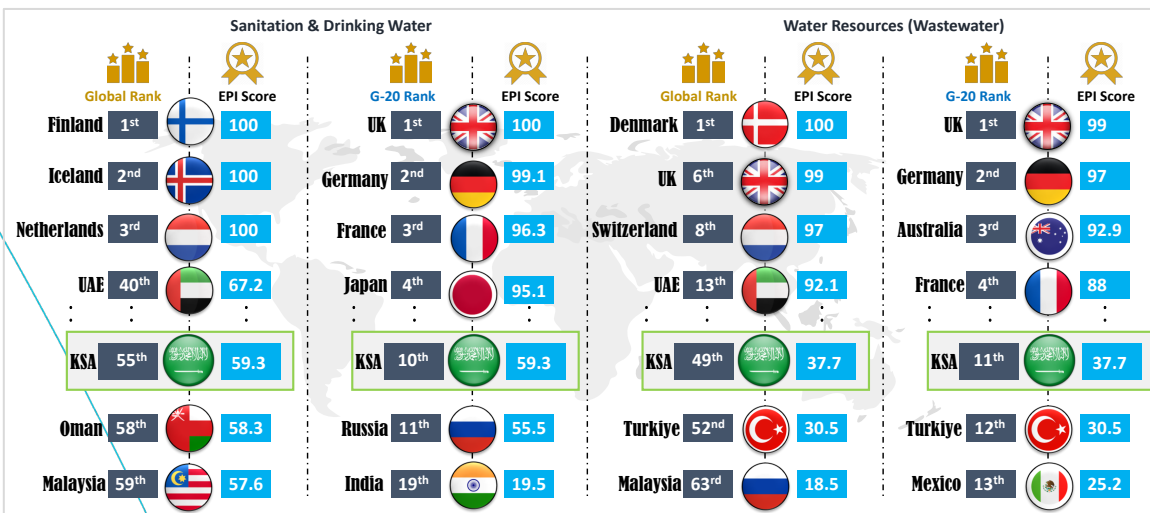 Sanitation & Drinking Water
Water Resources (Wastewater)
Global Rank EPI Score
Finland 1st 100
Iceland 2nd 100
Netherlands 3rd 100
UAE 40th 67.2
KSA 55th 59.3
Oman 58th 58.3
Malaysia 59th 57.6
G-20 Rank EPI Score
UK 1st 100
Germany 2nd 99.1
France 3rd 96.3
Japan 4th 95.1
KSA 10th 59.3
Russia 11th 55.5
India 19th 19.5
Global Rank EPI Score
Denmark 1st 100
UK 6th 99
Switzerland 8th 97
UAE 13th 92.1
KSA 49th 37.7
Turkiye 52nd 30.5
Malaysia 63rd 18.5
G-20 Rank EPI Score
UK 1st 99
Germany 2nd 97
Australia 3rd 92.9
France 4th 88
KSA 11th 37.7
Turkiye 12th 30.5
Mexico 13th 25.2